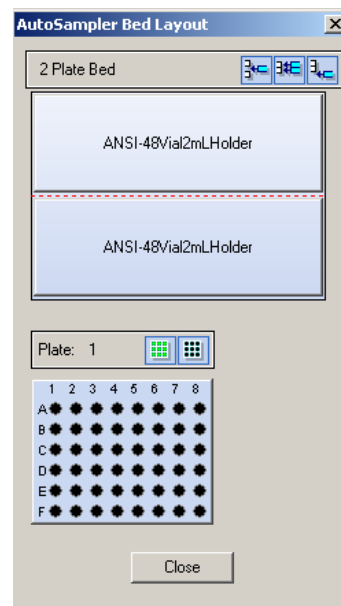 AutoSampler Bed Layout
2 Plate Bed
ANSI-48Vial2mLHolder
ANSI-48Vial2mLHolder
Plate: 1
1 2 3 4 5 6 7 8
A
B
C
D
E
F
Close